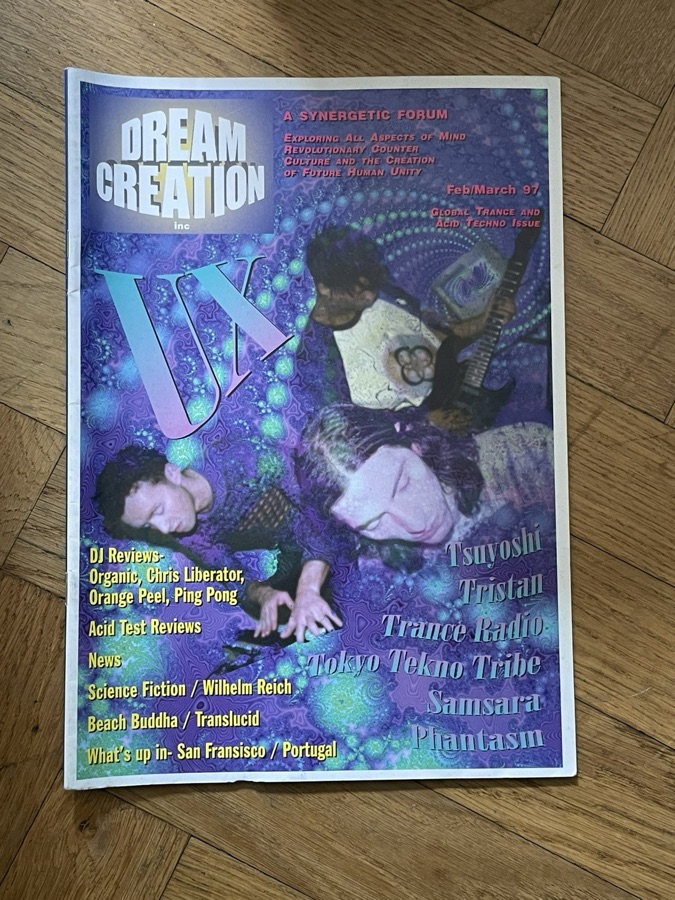 DREAM
CREATION
inc
A SYNERGETIC FORUM
EXPLORING ALL ASPECTS OF MIND
REVOLUTIONARY COUNTER
CULTURE AND THE CREATION
OF FUTURE HUMAN UNITY
Feb/March 97
GLOBAL TRANCE AND
ACID TECHNO ISSUE
UX
DJ Reviews-
Organic, Chris Liberator,
Orange Peel, Ping Pong
Acid Test Reviews
News
Science Fiction / Wilhelm Reich
Beach Buddha / Translucid
What's up in- San Fransisco / Portugal
Tsuyoshi
Tristan
Trance Radio
Tokyo Tekno Tribe
Samsara
Phantasm